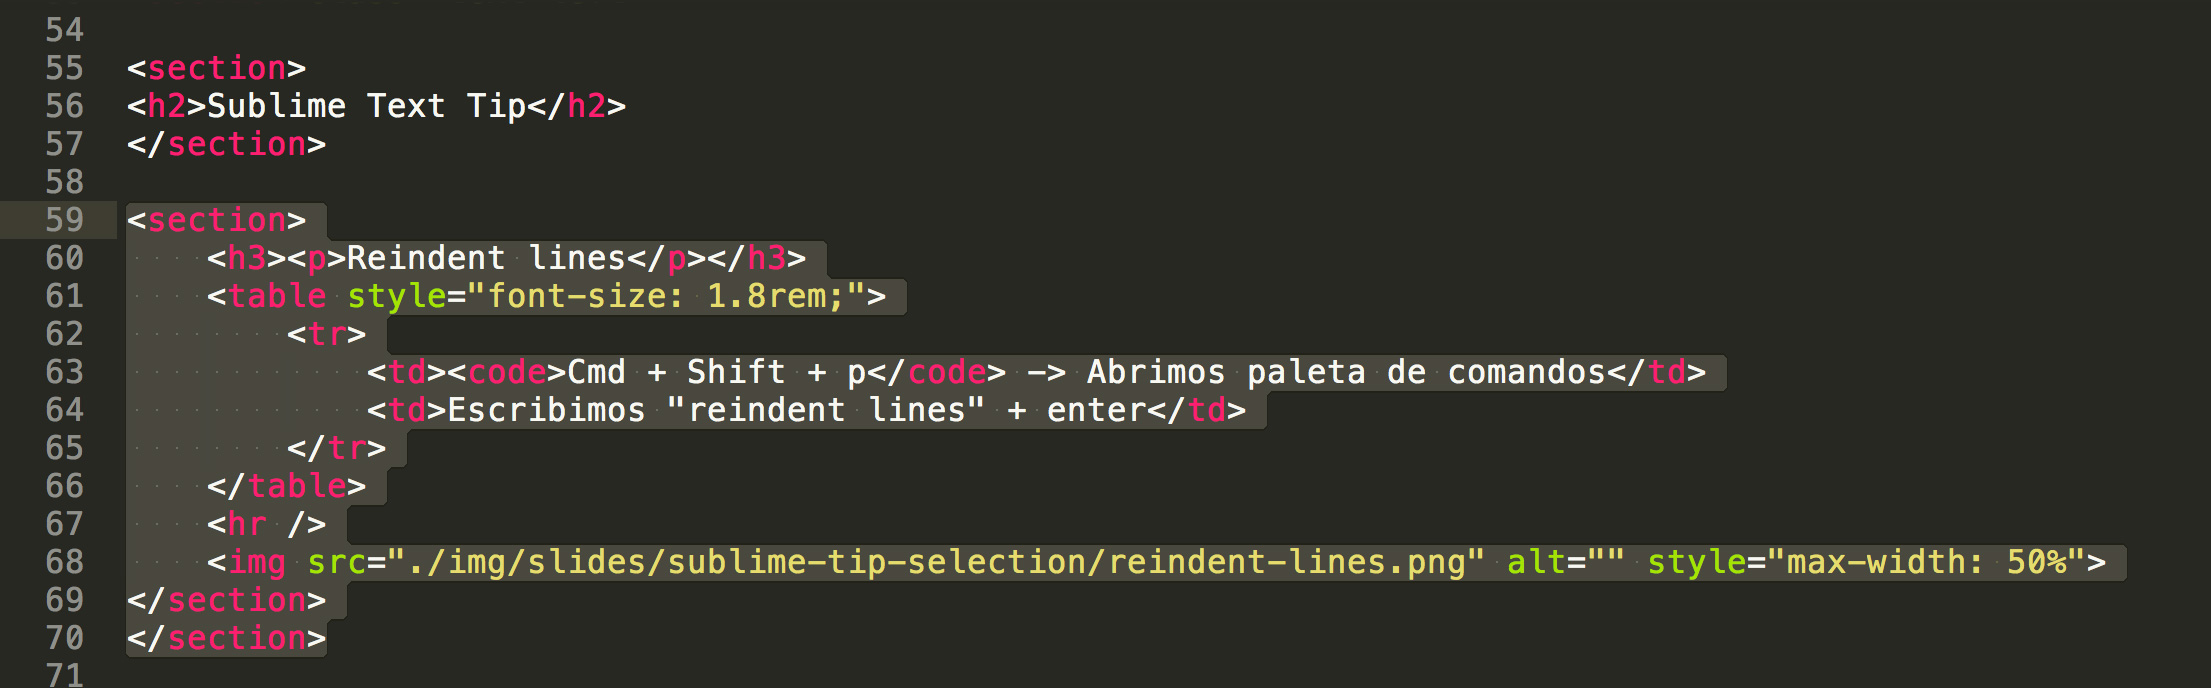 54
55 <section>
56 <h2>Sublime Text Tip</h2>
57 </section>
58
59 <section>
60     <h3><p>Reindent lines</p></h3>
61     <table style="font-size: 1.8rem;">
62         <tr>
63             <td><code>Cmd + Shift + p</code> -> Abrimos paleta de comandos</td>
64             <td>Escribimos "reindent lines" + enter</td>
65         </tr>
66     </table>
67     <hr />
68     <img src="./img/slides/sublime-tip-selection/reindent-lines.png" alt="" style="max-width: 50%">
69 </section>
70 </section>
71